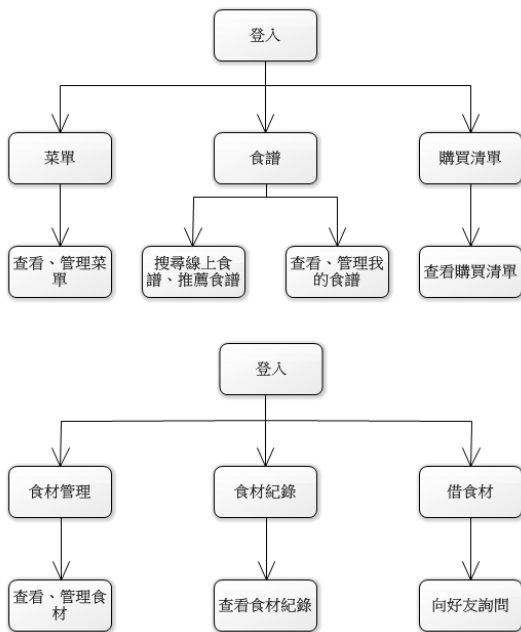 登入
菜單
食譜
購買清單
查看、管理菜
單
搜尋線上食
譜、推薦食譜
查看、管理我
的食譜
查看購買清單
登入
食材管理
食材紀錄
借食材
查看、管理食
材
查看食材紀錄
向好友詢問